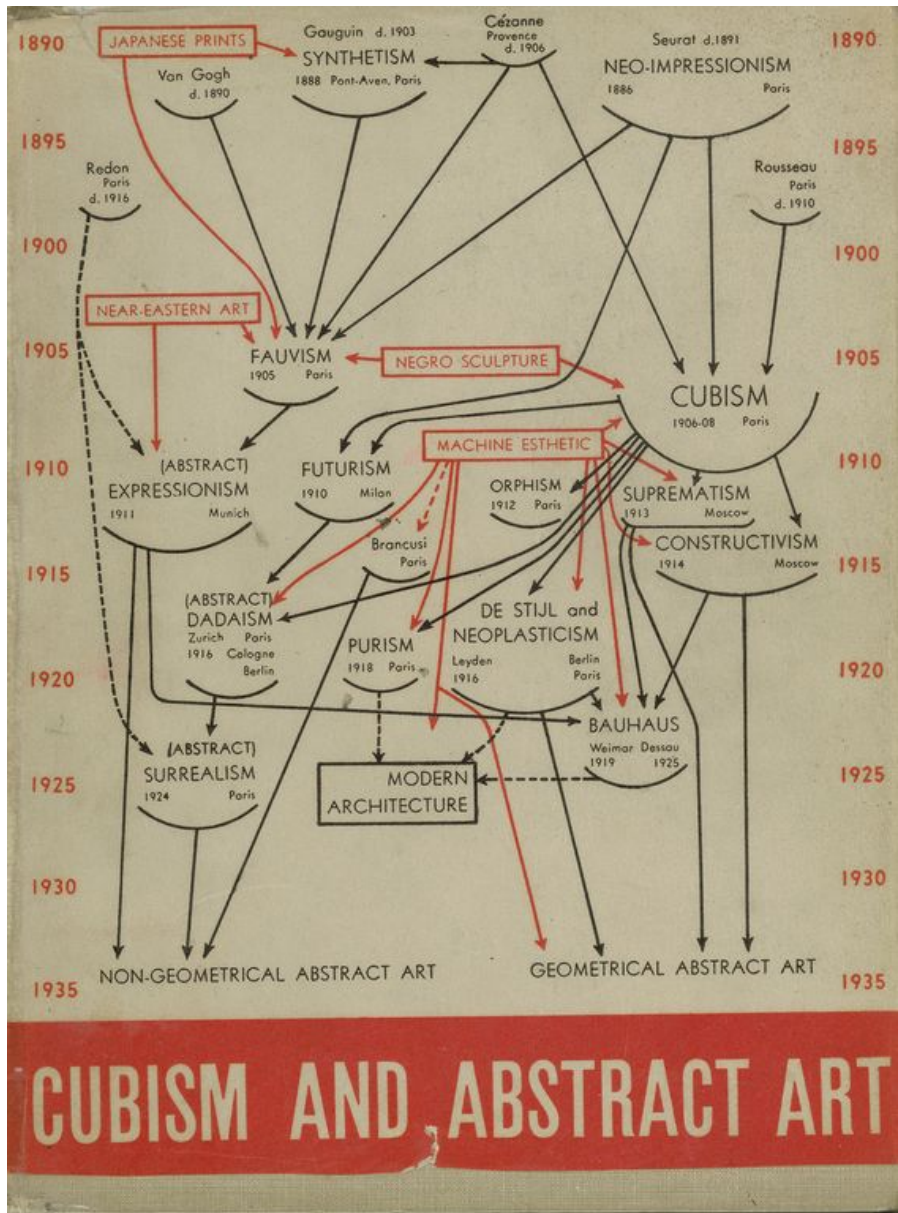 1890
JAPANESE PRINTS
Gauguin d. 1903
SYNTHETISM
1888 Pont-Aven, Paris
Cézanne
Provence
d. 1906
Seurat d.1891
NEO-IMPRESSIONISM
1886 Paris
1890
Van Gogh
d. 1890
1895
1895
Redon
Paris
d. 1916
Rousseau
Paris
d. 1910
1900
1900
NEAR-EASTERN ART
1905
FAUVISM
1905 Paris
NEGRO SCULPTURE
1905
CUBISM
1906-08 Paris
1910
(ABSTRACT)
EXPRESSIONISM
1911 Munich
FUTURISM
1910 Milan
MACHINE ESTHETIC
ORPHISM
1912 Paris
1910
SUPREMATISM
1913 Moscow
Brancusi
Paris
CONSTRUCTIVISM
1914 Moscow
1915
1915
(ABSTRACT)
DADAISM
Zurich Paris
1916 Cologne
Berlin
PURISM
1918 Paris
DE STIJL and
NEOPLASTICISM
Leyden Berlin
1916 Paris
1920
1920
(ABSTRACT)
SURREALISM
1924 Paris
BAUHAUS
Weimar Dessau
1919 1925
1925
MODERN
ARCHITECTURE
1925
1930
1930
NON-GEOMETRICAL ABSTRACT ART
GEOMETRICAL ABSTRACT ART
1935
1935
CUBISM AND ABSTRACT ART